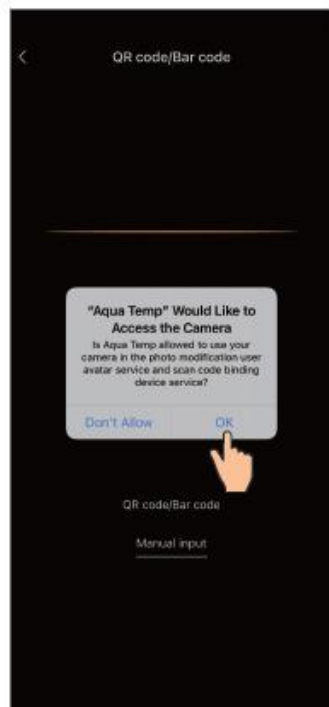 QR code/Bar code
"Aqua Temp" Would Like to
Access the Camera
Is Aqua Temp allowed to use your
camera in the photo modification user
avatar service and scan code binding
device service?
Don't Allow
OK
QR code/Bar code
Manual input